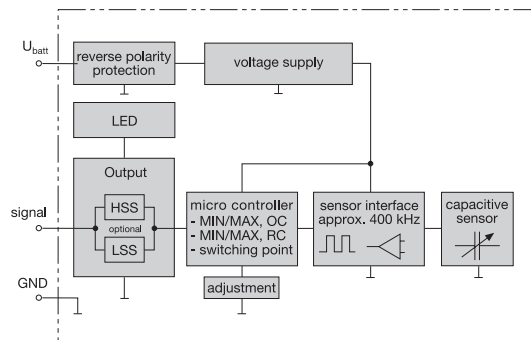 U_batt
reverse polarity
protection
voltage supply
LED
Output
HSS
optional
LSS
signal
micro controller
- MIN/MAX, OC
- MIN/MAX, RC
- switching point
sensor interface
approx. 400 kHz
capacitive
sensor
adjustment
GND